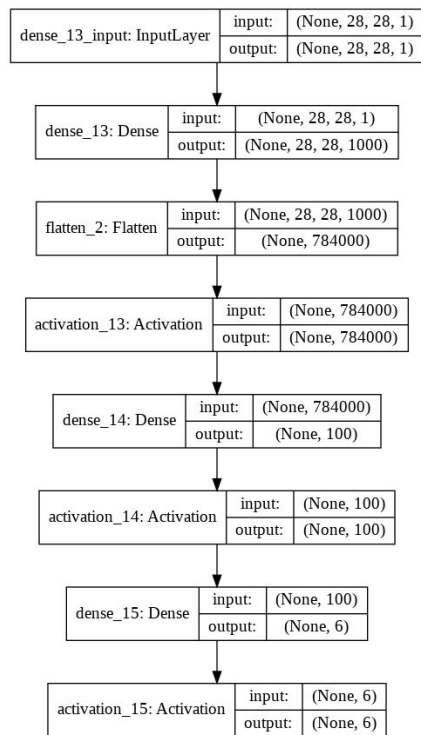 dense_13_input: InputLayer
input: (None, 28, 28, 1)
output: (None, 28, 28, 1)
dense_13: Dense
input: (None, 28, 28, 1)
output: (None, 28, 28, 1000)
flatten_2: Flatten
input: (None, 28, 28, 1000)
output: (None, 784000)
activation_13: Activation
input: (None, 784000)
output: (None, 784000)
dense_14: Dense
input: (None, 784000)
output: (None, 100)
activation_14: Activation
input: (None, 100)
output: (None, 100)
dense_15: Dense
input: (None, 100)
output: (None, 6)
activation_15: Activation
input: (None, 6)
output: (None, 6)